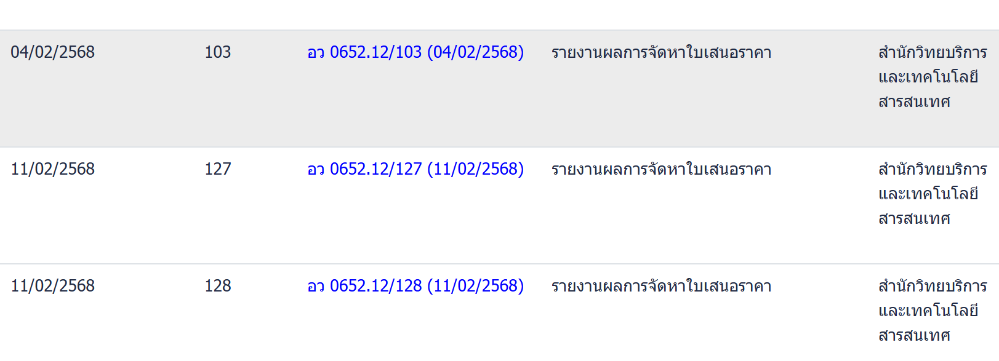 04/02/2568 103 อว 0652.12/103 (04/02/2568) รายงานผลการจัดหาใบเสนอราคา สำนักวิทยบริการ
และเทคโนโลยี
สารสนเทศ
11/02/2568 127 อว 0652.12/127 (11/02/2568) รายงานผลการจัดหาใบเสนอราคา สำนักวิทยบริการ
และเทคโนโลยี
สารสนเทศ
11/02/2568 128 อว 0652.12/128 (11/02/2568) รายงานผลการจัดหาใบเสนอราคา สำนักวิทยบริการ
และเทคโนโลยี
สารสนเทศ